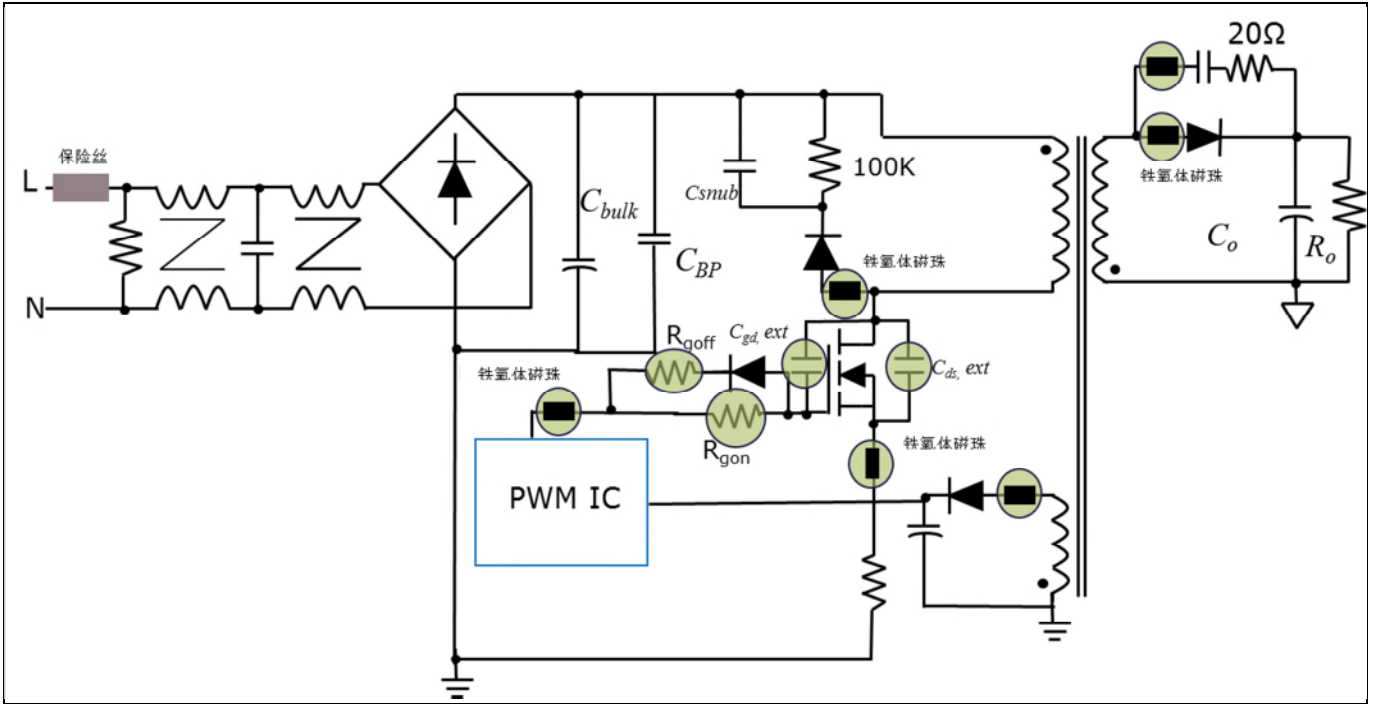 20Ω
保险丝
L
100K
Csnub
C_bulk
铁氧体磁珠
C_BP
铁氧体磁珠
C_o
R_o
N
R_goff
C_gd, ext
C_ds, ext
铁氧体磁珠
铁氧体磁珠
R_gon
PWM IC